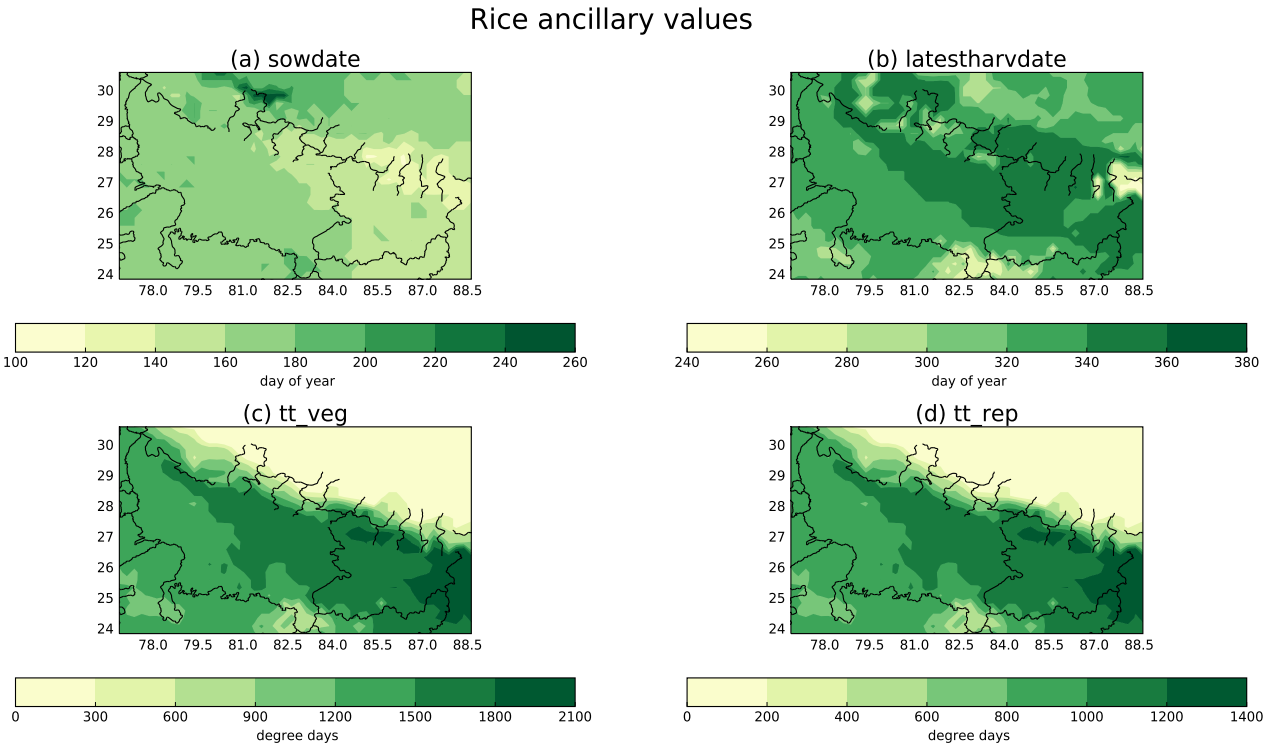 Rice ancillary values
(a) sowdate
(b) latestharvdate
30
29
28
27
26
25
24
78.0 79.5 81.0 82.5 84.0 85.5 87.0 88.5
30
29
28
27
26
25
24
78.0 79.5 81.0 82.5 84.0 85.5 87.0 88.5
100 120 140 160 180 200 220 240 260
day of year
240 260 280 300 320 340 360 380
day of year
(c) tt_veg
(d) tt_rep
30
29
28
27
26
25
24
78.0 79.5 81.0 82.5 84.0 85.5 87.0 88.5
30
29
28
27
26
25
24
78.0 79.5 81.0 82.5 84.0 85.5 87.0 88.5
0 300 600 900 1200 1500 1800 2100
degree days
0 200 400 600 800 1000 1200 1400
degree days